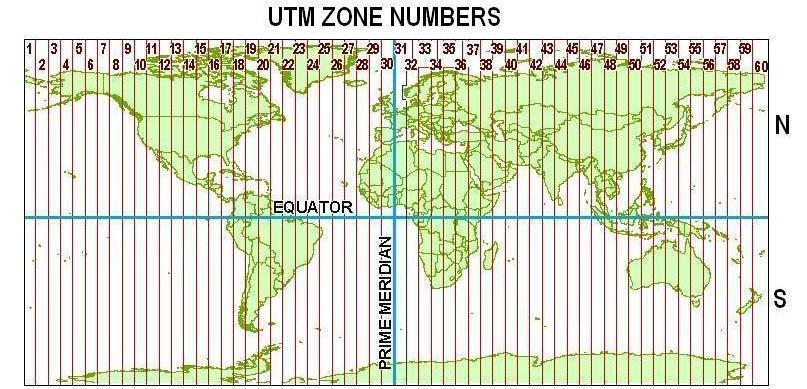 UTM ZONE NUMBERS
1 3 5 7 9 11 13 15 17 19 21 23 25 27 29 31 33 35 37 39 41 43 45 47 49 51 53 55 57 59
2 4 6 8 10 12 14 16 18 20 22 24 26 28 30 32 34 36 38 40 42 44 46 48 50 52 54 56 58 60
N
EQUATOR
PRIME MERIDIAN
S